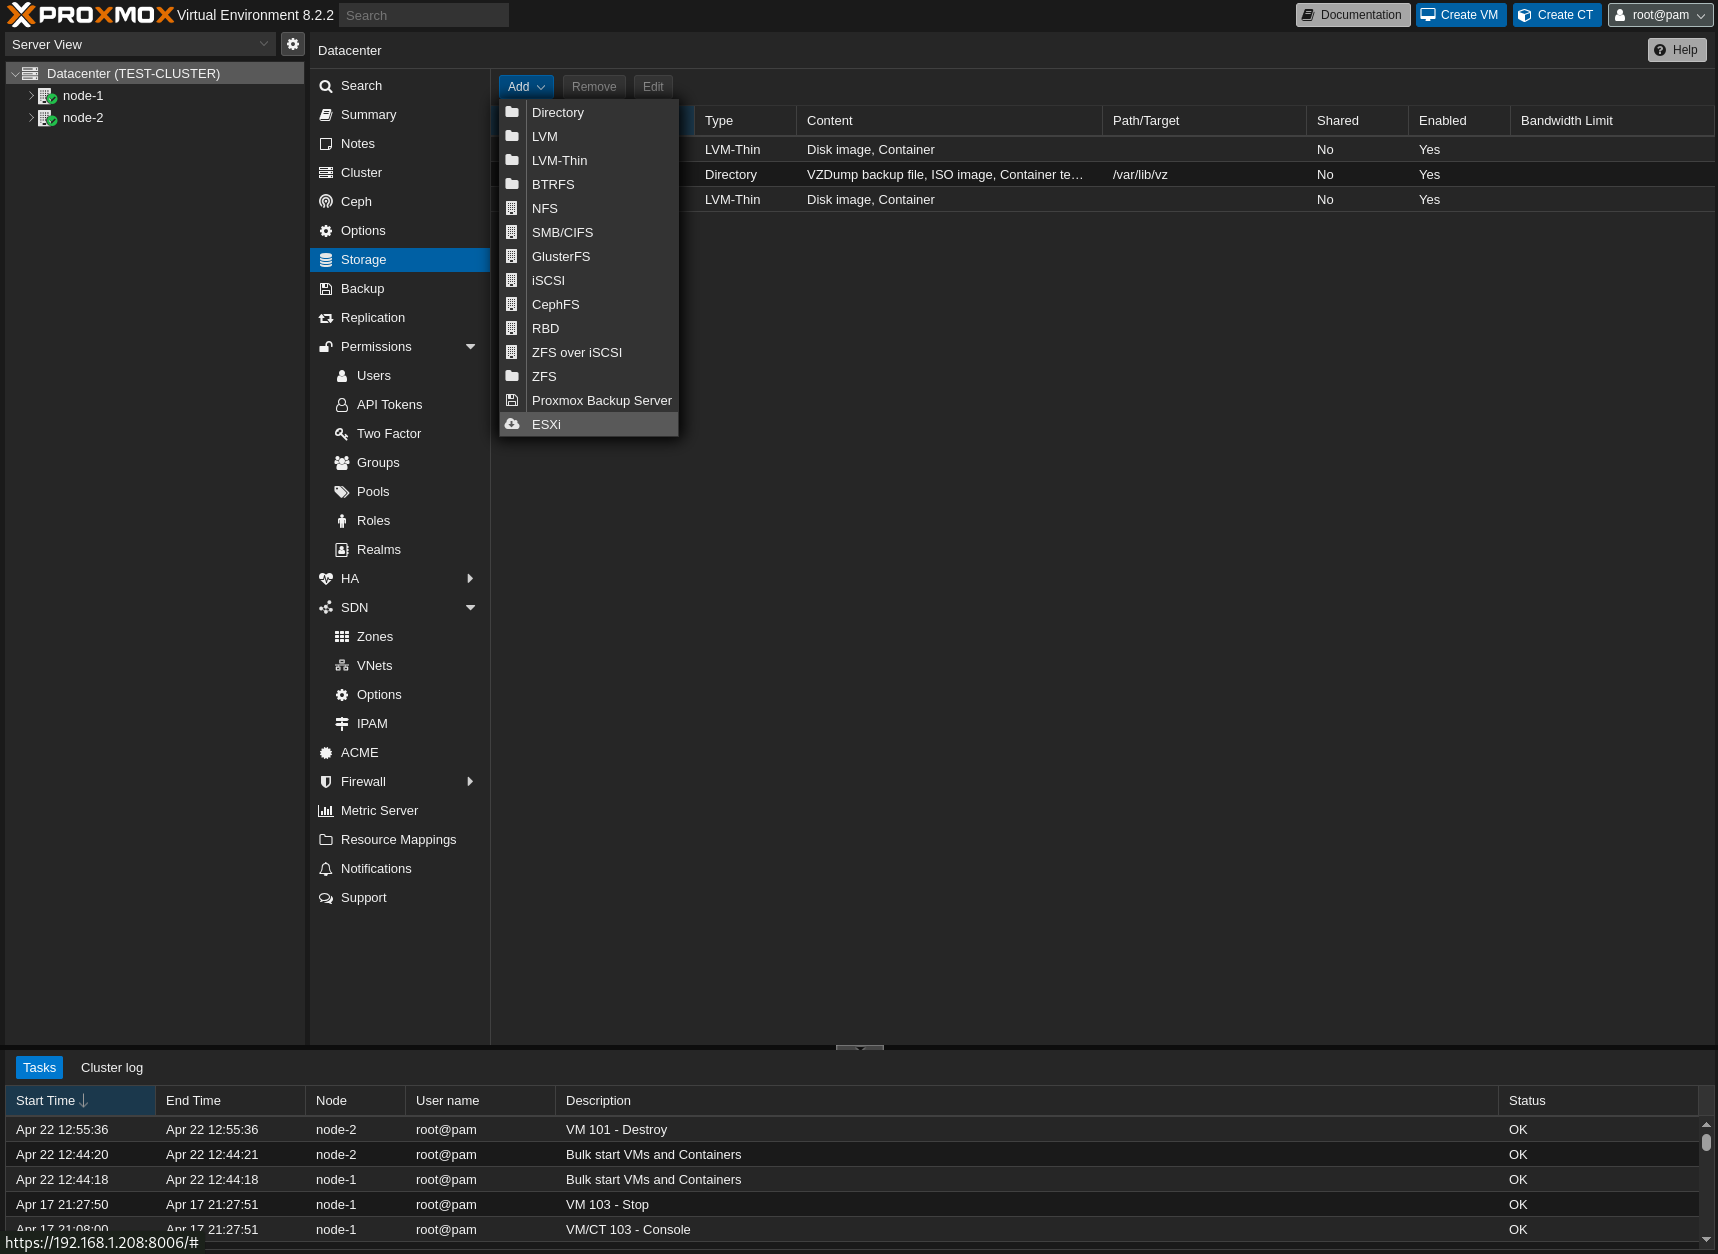 PROXMOX Virtual Environment 8.2.2 Search Documentation Create VM Create CT root@pam
Server View
Datacenter (TEST-CLUSTER)
node-1
node-2
Datacenter Help
Search
Summary
Notes
Cluster
Ceph
Options
Storage
Backup
Replication
Permissions
Users
API Tokens
Two Factor
Groups
Pools
Roles
Realms
HA
SDN
Zones
VNets
Options
IPAM
ACME
Firewall
Metric Server
Resource Mappings
Notifications
Support
Add Remove Edit
Directory
LVM
LVM-Thin
BTRFS
NFS
SMB/CIFS
GlusterFS
iSCSI
CephFS
RBD
ZFS over iSCSI
ZFS
Proxmox Backup Server
ESXi
Type Content Path/Target Shared Enabled Bandwidth Limit
LVM-Thin Disk image, Container No Yes
Directory VZDump backup file, ISO image, Container te… /var/lib/vz No Yes
LVM-Thin Disk image, Container No Yes
Tasks Cluster log
Start Time End Time Node User name Description Status
Apr 22 12:55:36 Apr 22 12:55:36 node-2 root@pam VM 101 - Destroy OK
Apr 22 12:44:20 Apr 22 12:44:21 node-2 root@pam Bulk start VMs and Containers OK
Apr 22 12:44:18 Apr 22 12:44:18 node-1 root@pam Bulk start VMs and Containers OK
Apr 17 21:27:50 Apr 17 21:27:51 node-1 root@pam VM 103 - Stop OK
Apr 17 21:08:00 Apr 17 21:27:51 node-1 root@pam VM/CT 103 - Console OK
https://192.168.1.208:8006/#